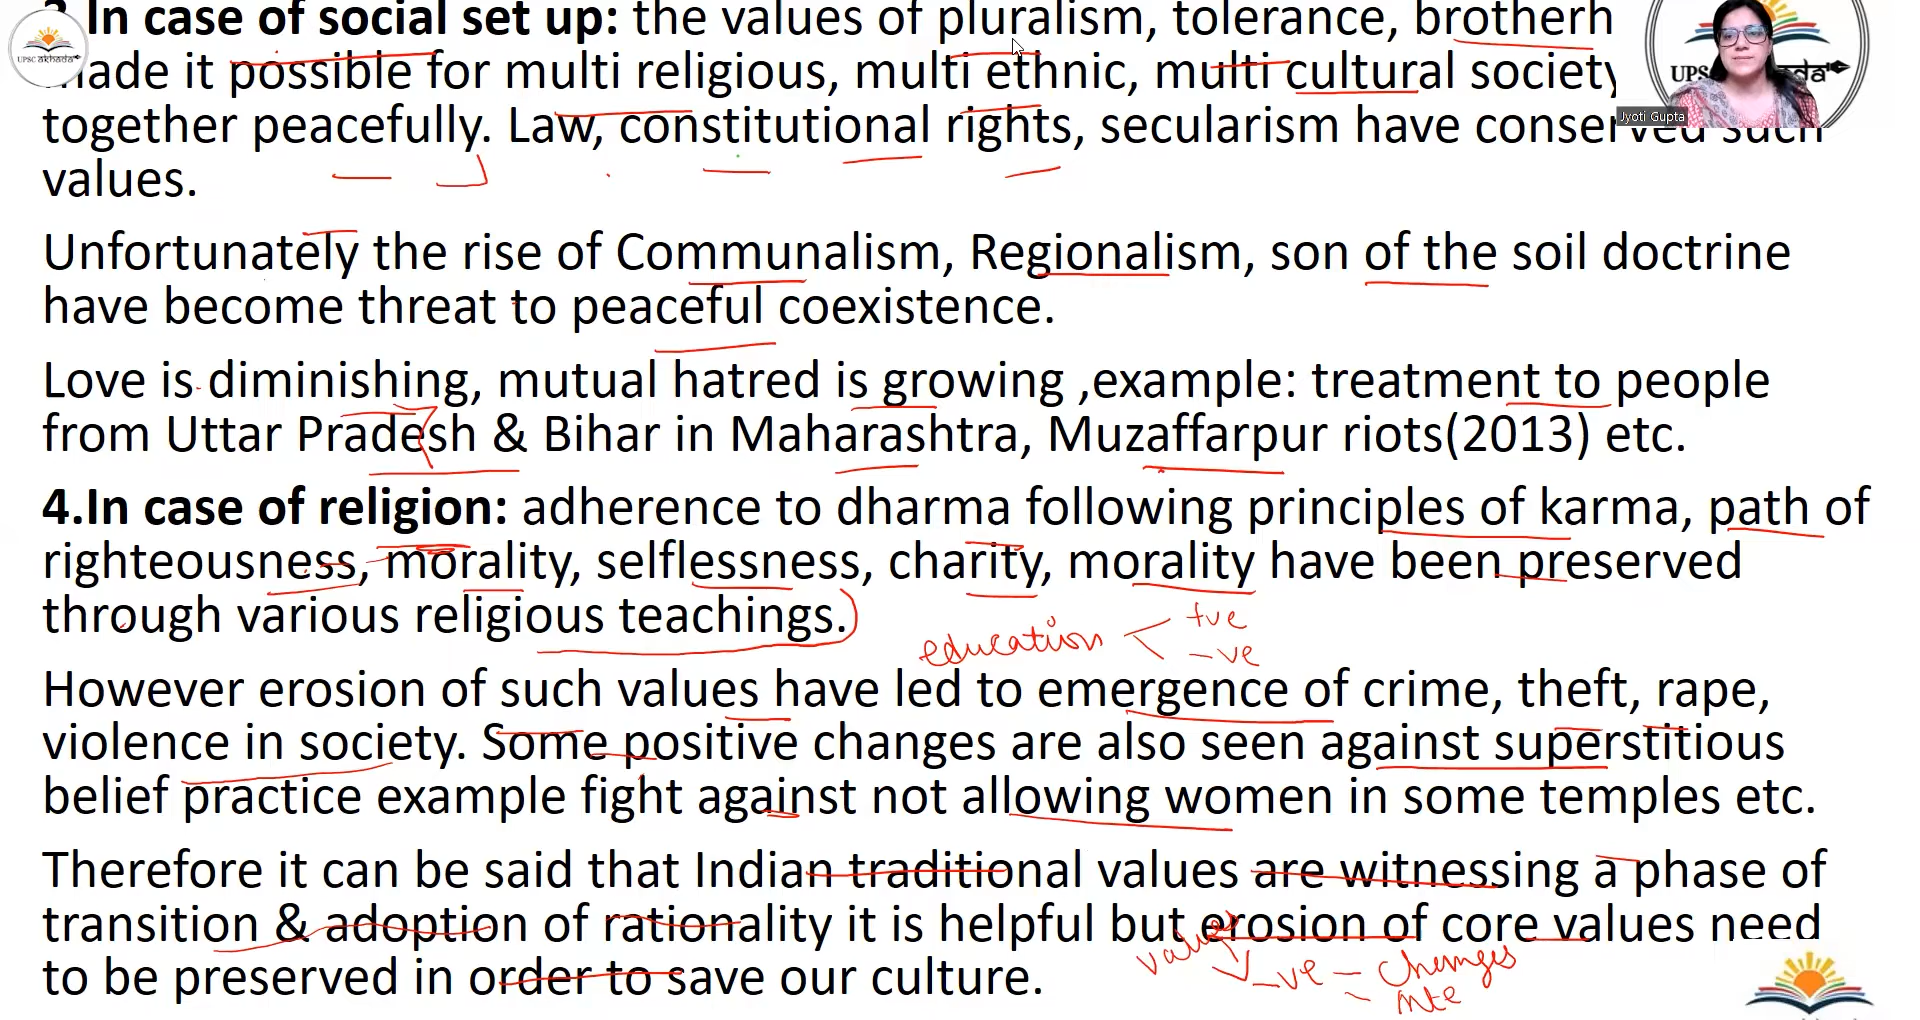 In case of social set up: the values of pluralism, tolerance, brotherh
made it possible for multi religious, multi ethnic, multi cultural society
together peacefully. Law, constitutional rights, secularism have conserved such
values.
Unfortunately the rise of Communalism, Regionalism, son of the soil doctrine
have become threat to peaceful coexistence.
Love is diminishing, mutual hatred is growing ,example: treatment to people
from Uttar Pradesh & Bihar in Maharashtra, Muzaffarpur riots(2013) etc.
4.In case of religion: adherence to dharma following principles of karma, path of
righteousness, morality, selflessness, charity, morality have been preserved
through various religious teachings.
education < +ve
-ve
However erosion of such values have led to emergence of crime, theft, rape,
violence in society. Some positive changes are also seen against superstitious
belief practice example fight against not allowing women in some temples etc.
Therefore it can be said that Indian traditional values are witnessing a phase of
transition & adoption of rationality it is helpful but erosion of core values need
to be preserved in order to save our culture.
values
-ve - changes
UPSC akhada
UPSC
Jyoti Gupta